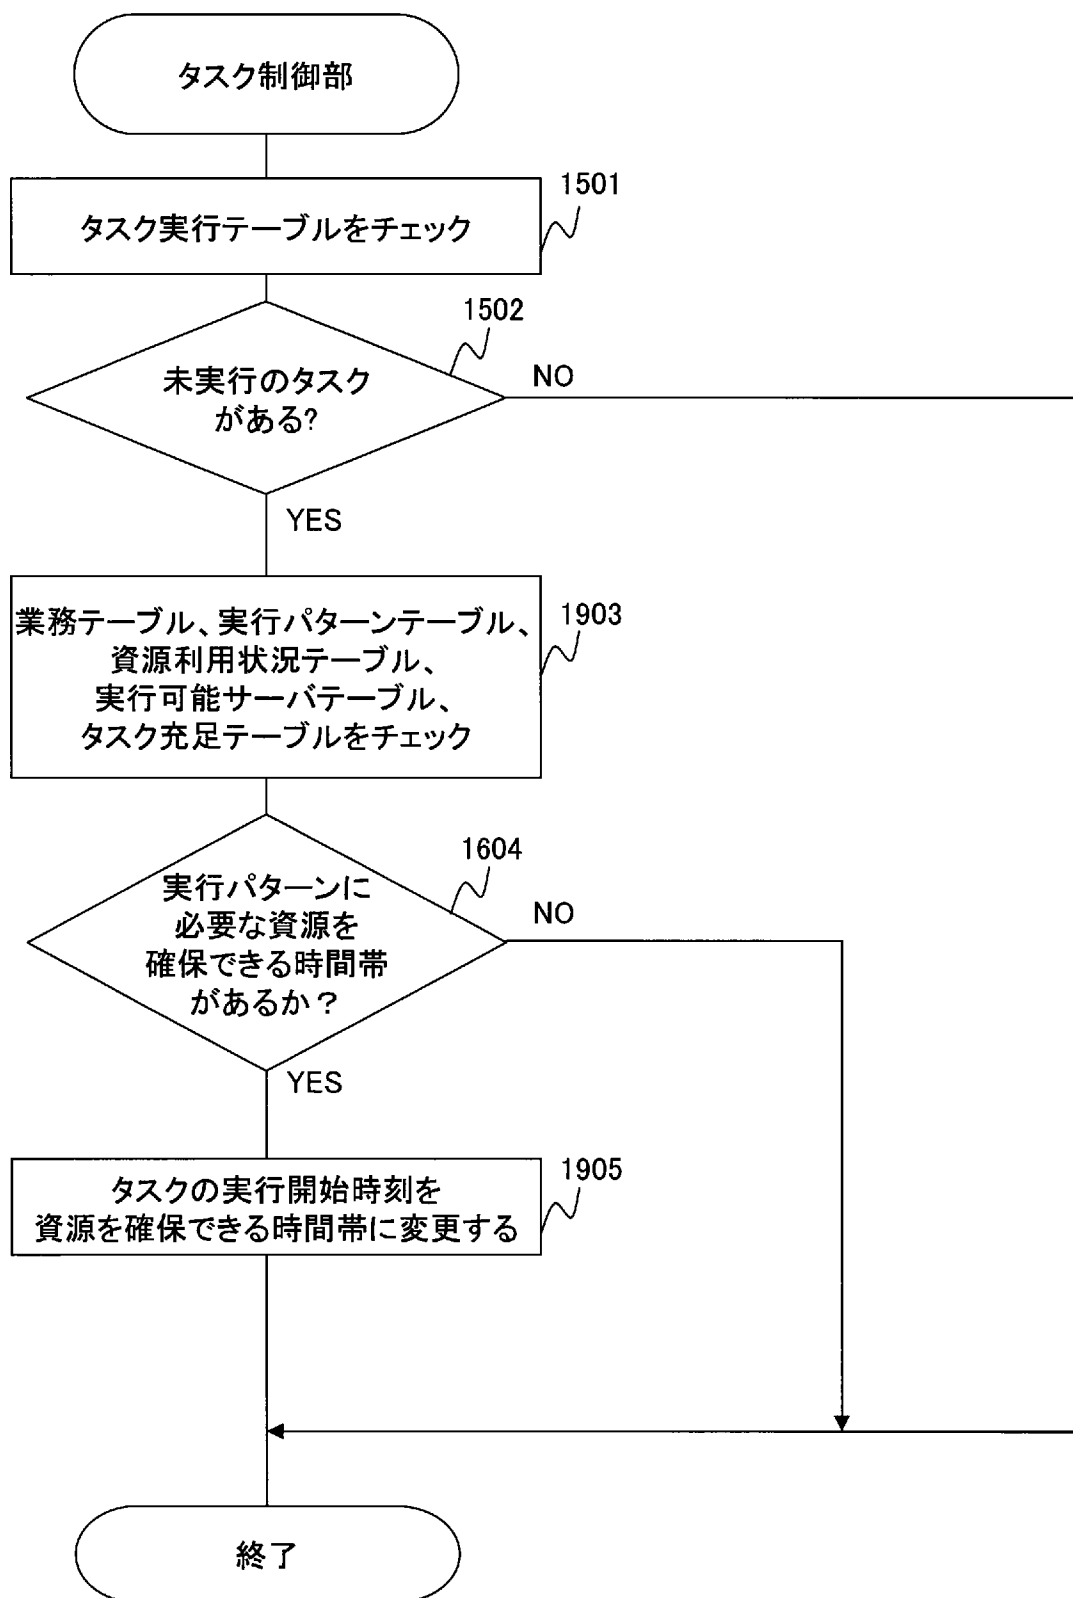 タスク制御部
1501
タスク実行テーブルをチェック
1502
未実行のタスク
がある?
NO
YES
1903
業務テーブル、実行パターンテーブル、
資源利用状況テーブル、
実行可能サーバテーブル、
タスク充足テーブルをチェック
1604
実行パターンに
必要な資源を
確保できる時間帯
があるか？
NO
YES
1905
タスクの実行開始時刻を
資源を確保できる時間帯に変更する
終了